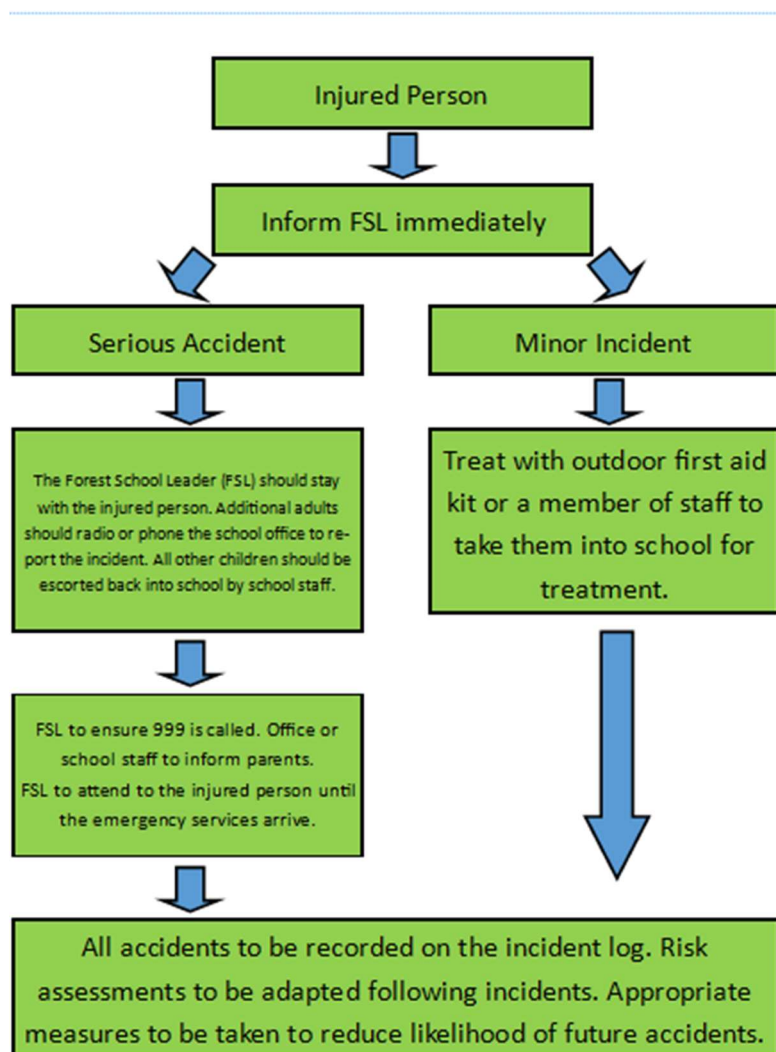 Injured Person
Inform FSL immediately
Serious Accident
Minor Incident
The Forest School Leader (FSL) should stay
with the injured person. Additional adults
should radio or phone the school office to re-
port the incident. All other children should be
escorted back into school by school staff.
Treat with outdoor first aid
kit or a member of staff to
take them into school for
treatment.
FSL to ensure 999 is called. Office or
school staff to inform parents.
FSL to attend to the injured person until
the emergency services arrive.
All accidents to be recorded on the incident log. Risk
assessments to be adapted following incidents. Appropriate
measures to be taken to reduce likelihood of future accidents.